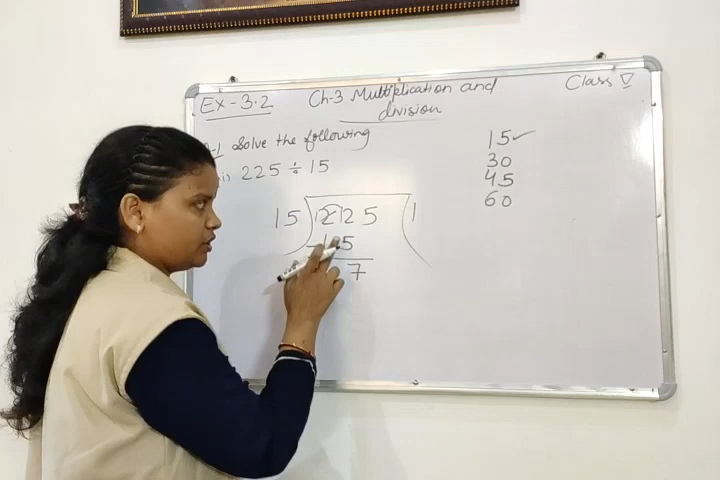 Ex-3.2
Ch-3 Multiplication and
division
Class V
Q-1 Solve the following
i) 225 ÷ 15
15
30
45
60
15 ) 225 ( 1
15
7